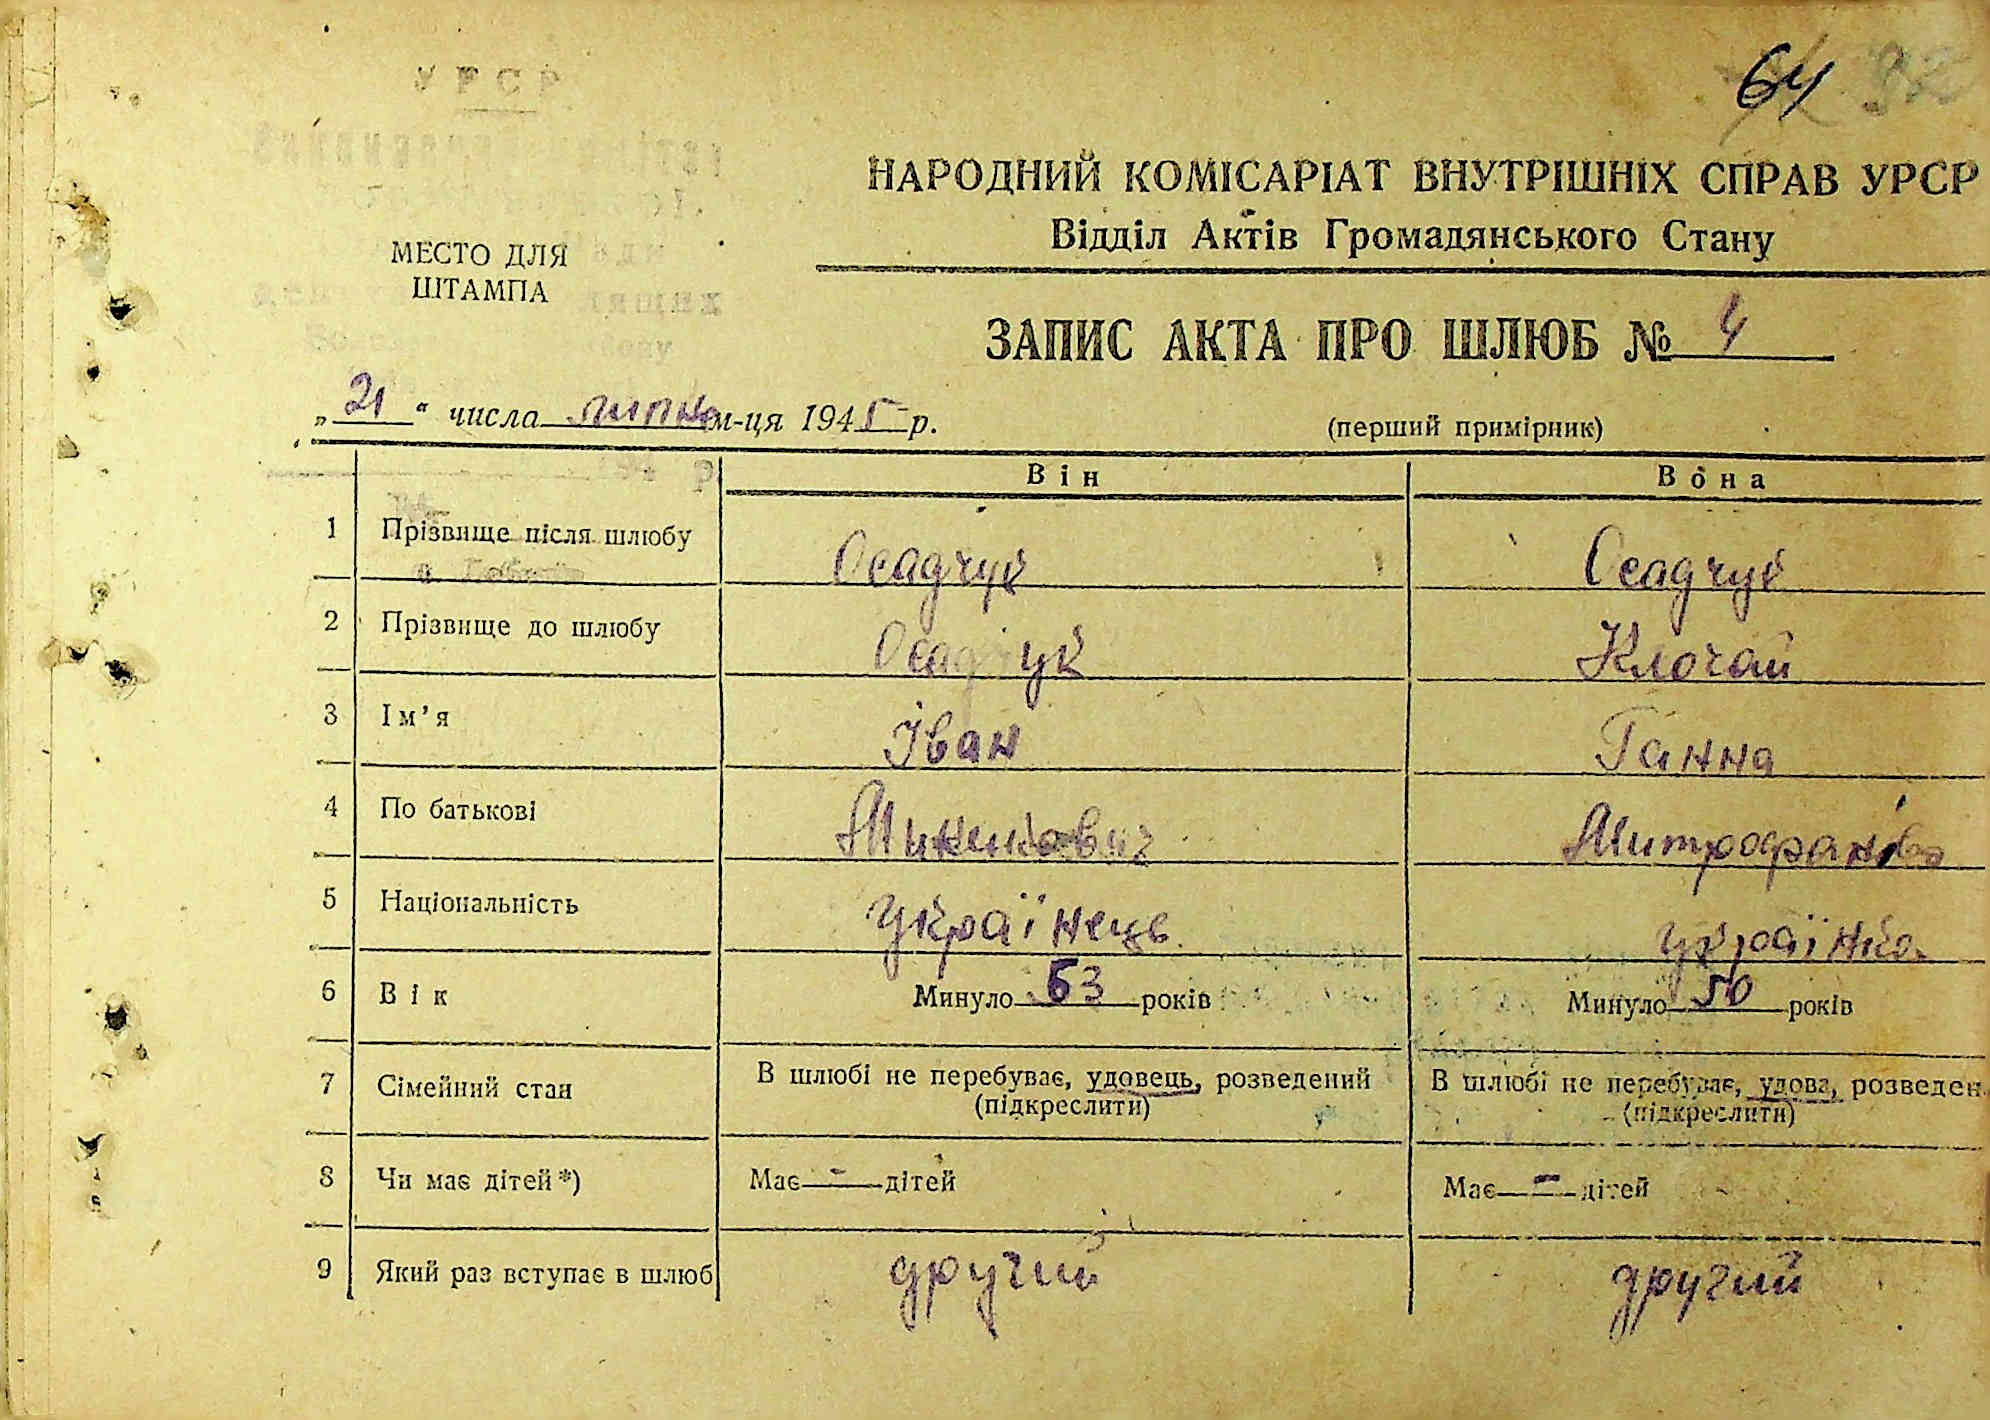 64
НАРОДНИЙ КОМІСАРІАТ ВНУТРІШНІХ СПРАВ УРСР
Відділ Актів Громадянського Стану
МЕСТО ДЛЯ
ШТАМПА
ЗАПИС АКТА ПРО ШЛЮБ № 4
„21“ числа липня м-ця 1945 р.
(перший примірник)
Він Вона
1 Прізвище після шлюбу Осадчук Осадчук
2 Прізвище до шлюбу Осадчук Клочай
3 Ім’я Іван Ганна
4 По батькові Митрофанівна
5 Національність українець українка
6 Вік Минуло 53 років Минуло 50 років
7 Сімейний стан В шлюбі не перебуває, удовець, розведений В шлюбі не перебуває, удова, розведен
(підкреслити) (підкреслити)
8 Чи має дітей*) Має - дітей Має - дітей
9 Який раз вступає в шлюб другий другий